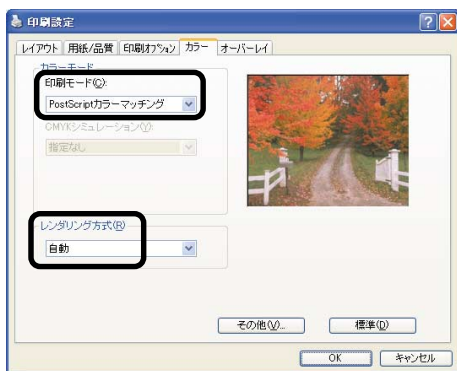 印刷設定
レイアウト 用紙/品質 印刷オプション カラー オーバーレイ
カラーモード
印刷モード(C):
PostScriptカラーマッチング
CMYKシミュレーション(Y):
指定なし
レンダリング方式(R)
自動
その他(V)... 標準(D)
OK キャンセル